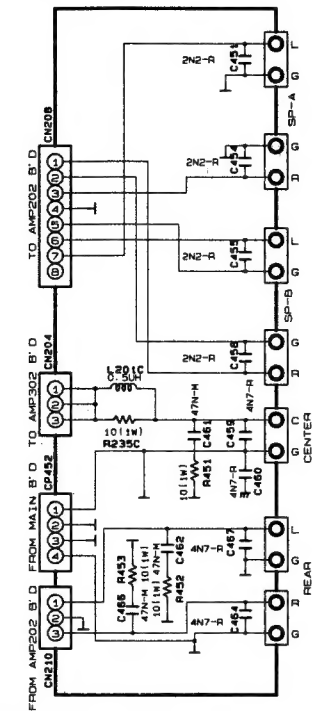 CN208
TO AMP202 B'D
1
2
3
4
5
6
7
8
2N2-R
C451
L
G
SP-A
2N2-R
C454
G
R
2N2-R
C455
L
G
SP-B
2N2-R
C458
G
R
CN204
TO AMP302 B'D
1
2
3
L201C
0.5UH
10(1W)
R235C
47N-M
C461
10(1W)
R451
4N7-R
C459
4N7-R
C460
C
G
CENTER
CP452
FROM MAIN B'D
1
2
3
4
R453
10(1W)
C466
47N-M
47N-M
C462
10(1W)
R452
4N7-R
C467
L
G
REAR
4N7-R
C464
R
G
FROM AMP202 B'D
CN210
1
2
3